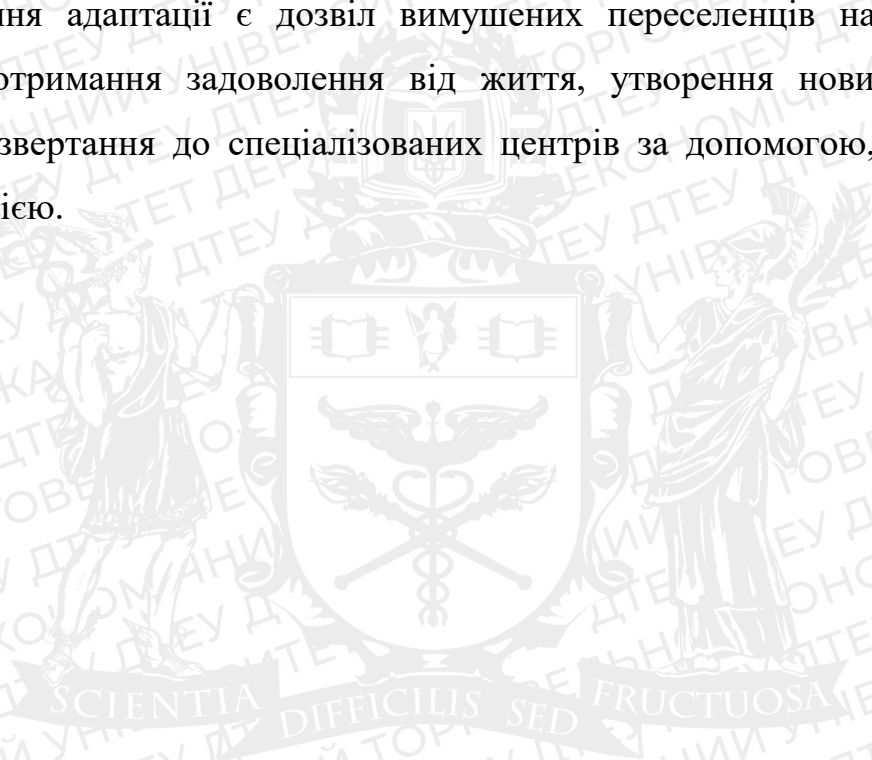 ня адаптації є дозвіл вимушених переселенців на
отримання задоволення від життя, утворення нови
звертання до спеціалізованих центрів за допомогою,
ією.
SCIENTIA DIFFICILIS SED FRUCTUOSA